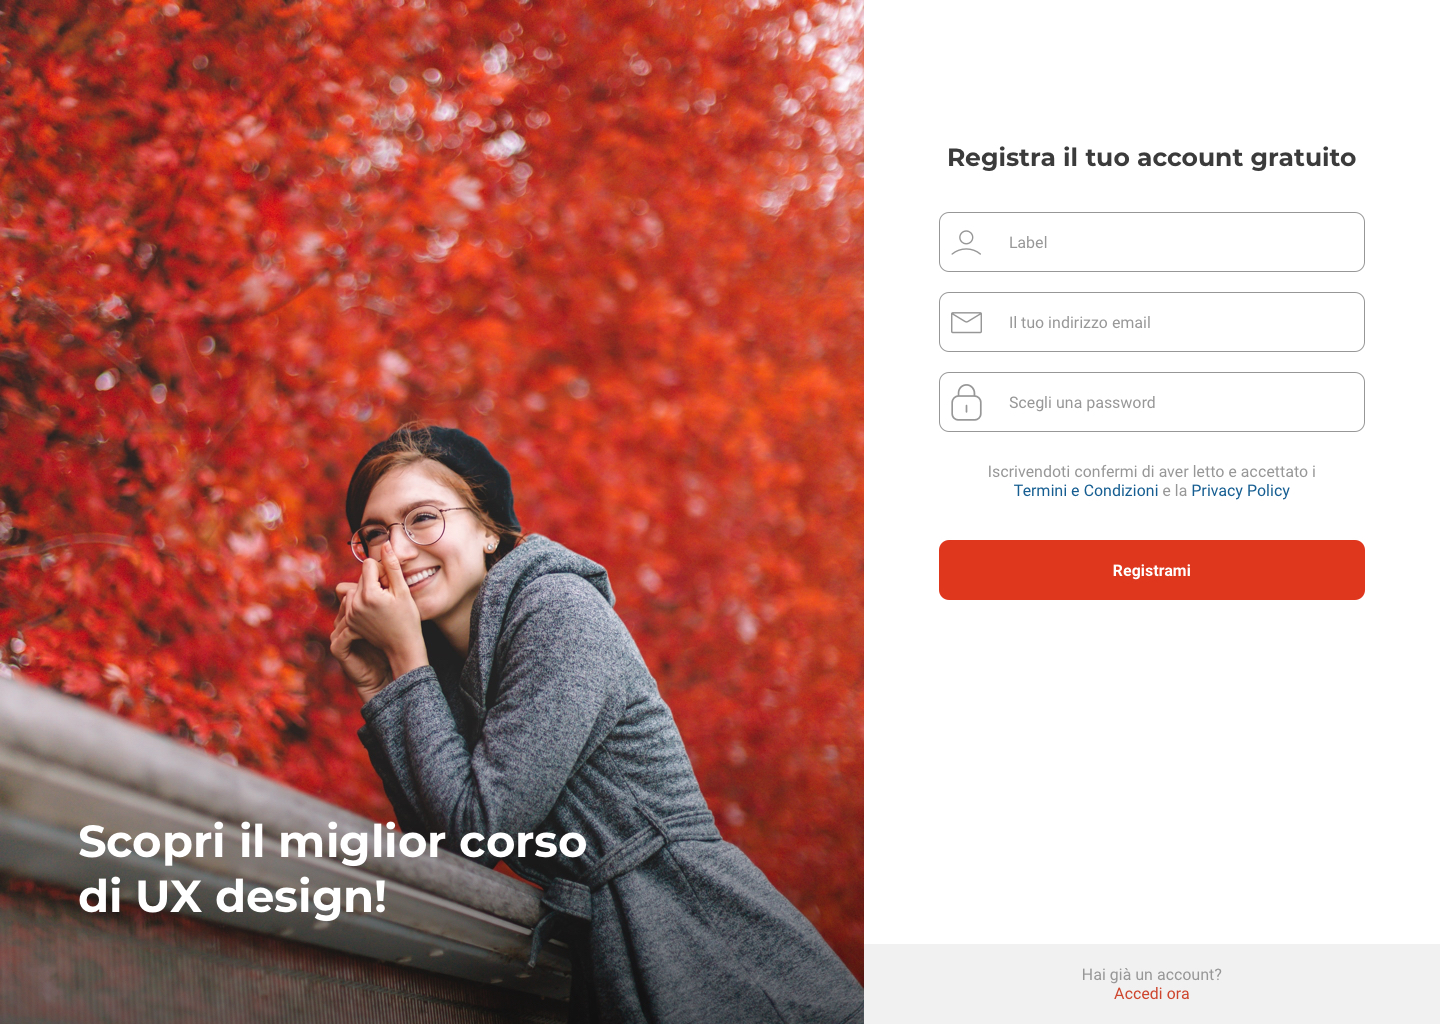 Scopri il miglior corso
di UX design!
Registra il tuo account gratuito
Label
Il tuo indirizzo email
Scegli una password
Iscrivendoti confermi di aver letto e accettato i
Termini e Condizioni e la Privacy Policy
Registrami
Hai già un account?
Accedi ora